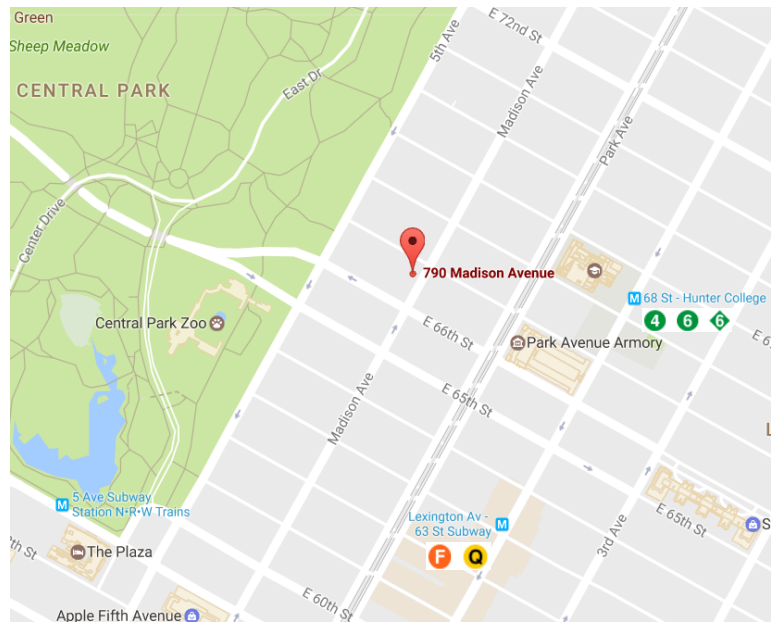 Green
Sheep Meadow
CENTRAL PARK
East Dr
5th Ave
E 72nd St
Madison Ave
Park Ave
Center Drive
790 Madison Avenue
M 68 St - Hunter College
4 6 6
Central Park Zoo
E 66th St
Park Avenue Armory
E 65th St
Madison Ave
M 5 Ave Subway
Station N•R•W Trains
Lexington Av - M
63 St Subway
F Q
3rd Ave
E 65th St
The Plaza
E 60th St
Apple Fifth Avenue